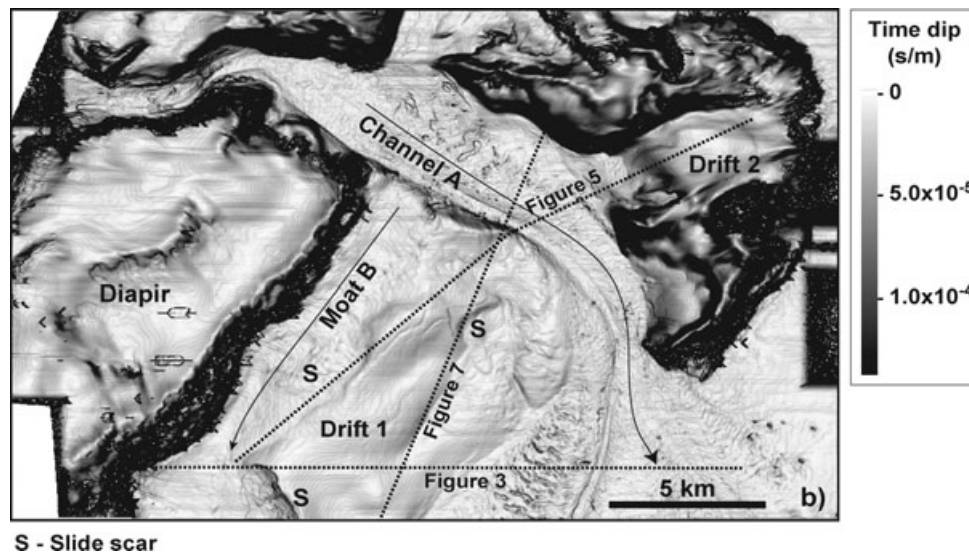 Time dip
(s/m)
0
5.0x10⁻⁵
1.0x10⁻⁴
Channel A
Drift 2
Figure 5
Diapir
Moat B
S
S
Figure 7
Drift 1
Figure 3
S
5 km
b)
S - Slide scar